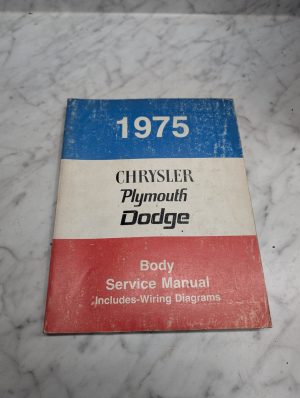 1975
CHRYSLER
Plymouth
Dodge
Body
Service Manual
Includes-Wiring Diagrams